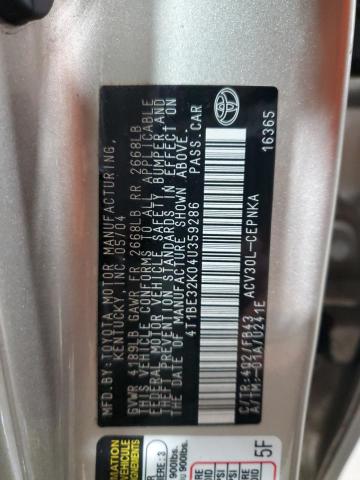 MFD. BY: TOYOTA MOTOR MANUFACTURING,
KENTUCKY, INC. 05/04
GVWR 4189LB GAWR FR 2668LB RR 2668LB
THIS VEHICLE CONFORMS TO ALL APPLICABLE
FEDERAL MOTOR VEHICLE SAFETY, BUMPER, AND
THEFT PREVENTION STANDARDS IN EFFECT ON
THE DATE OF MANUFACTURE SHOWN ABOVE.
4T1BE32K04U359286 PASS.CAR
ACV30L-CEPNKA
C/TR:4Q2/FB43
A/TM:-01A/U241E 16365
5F